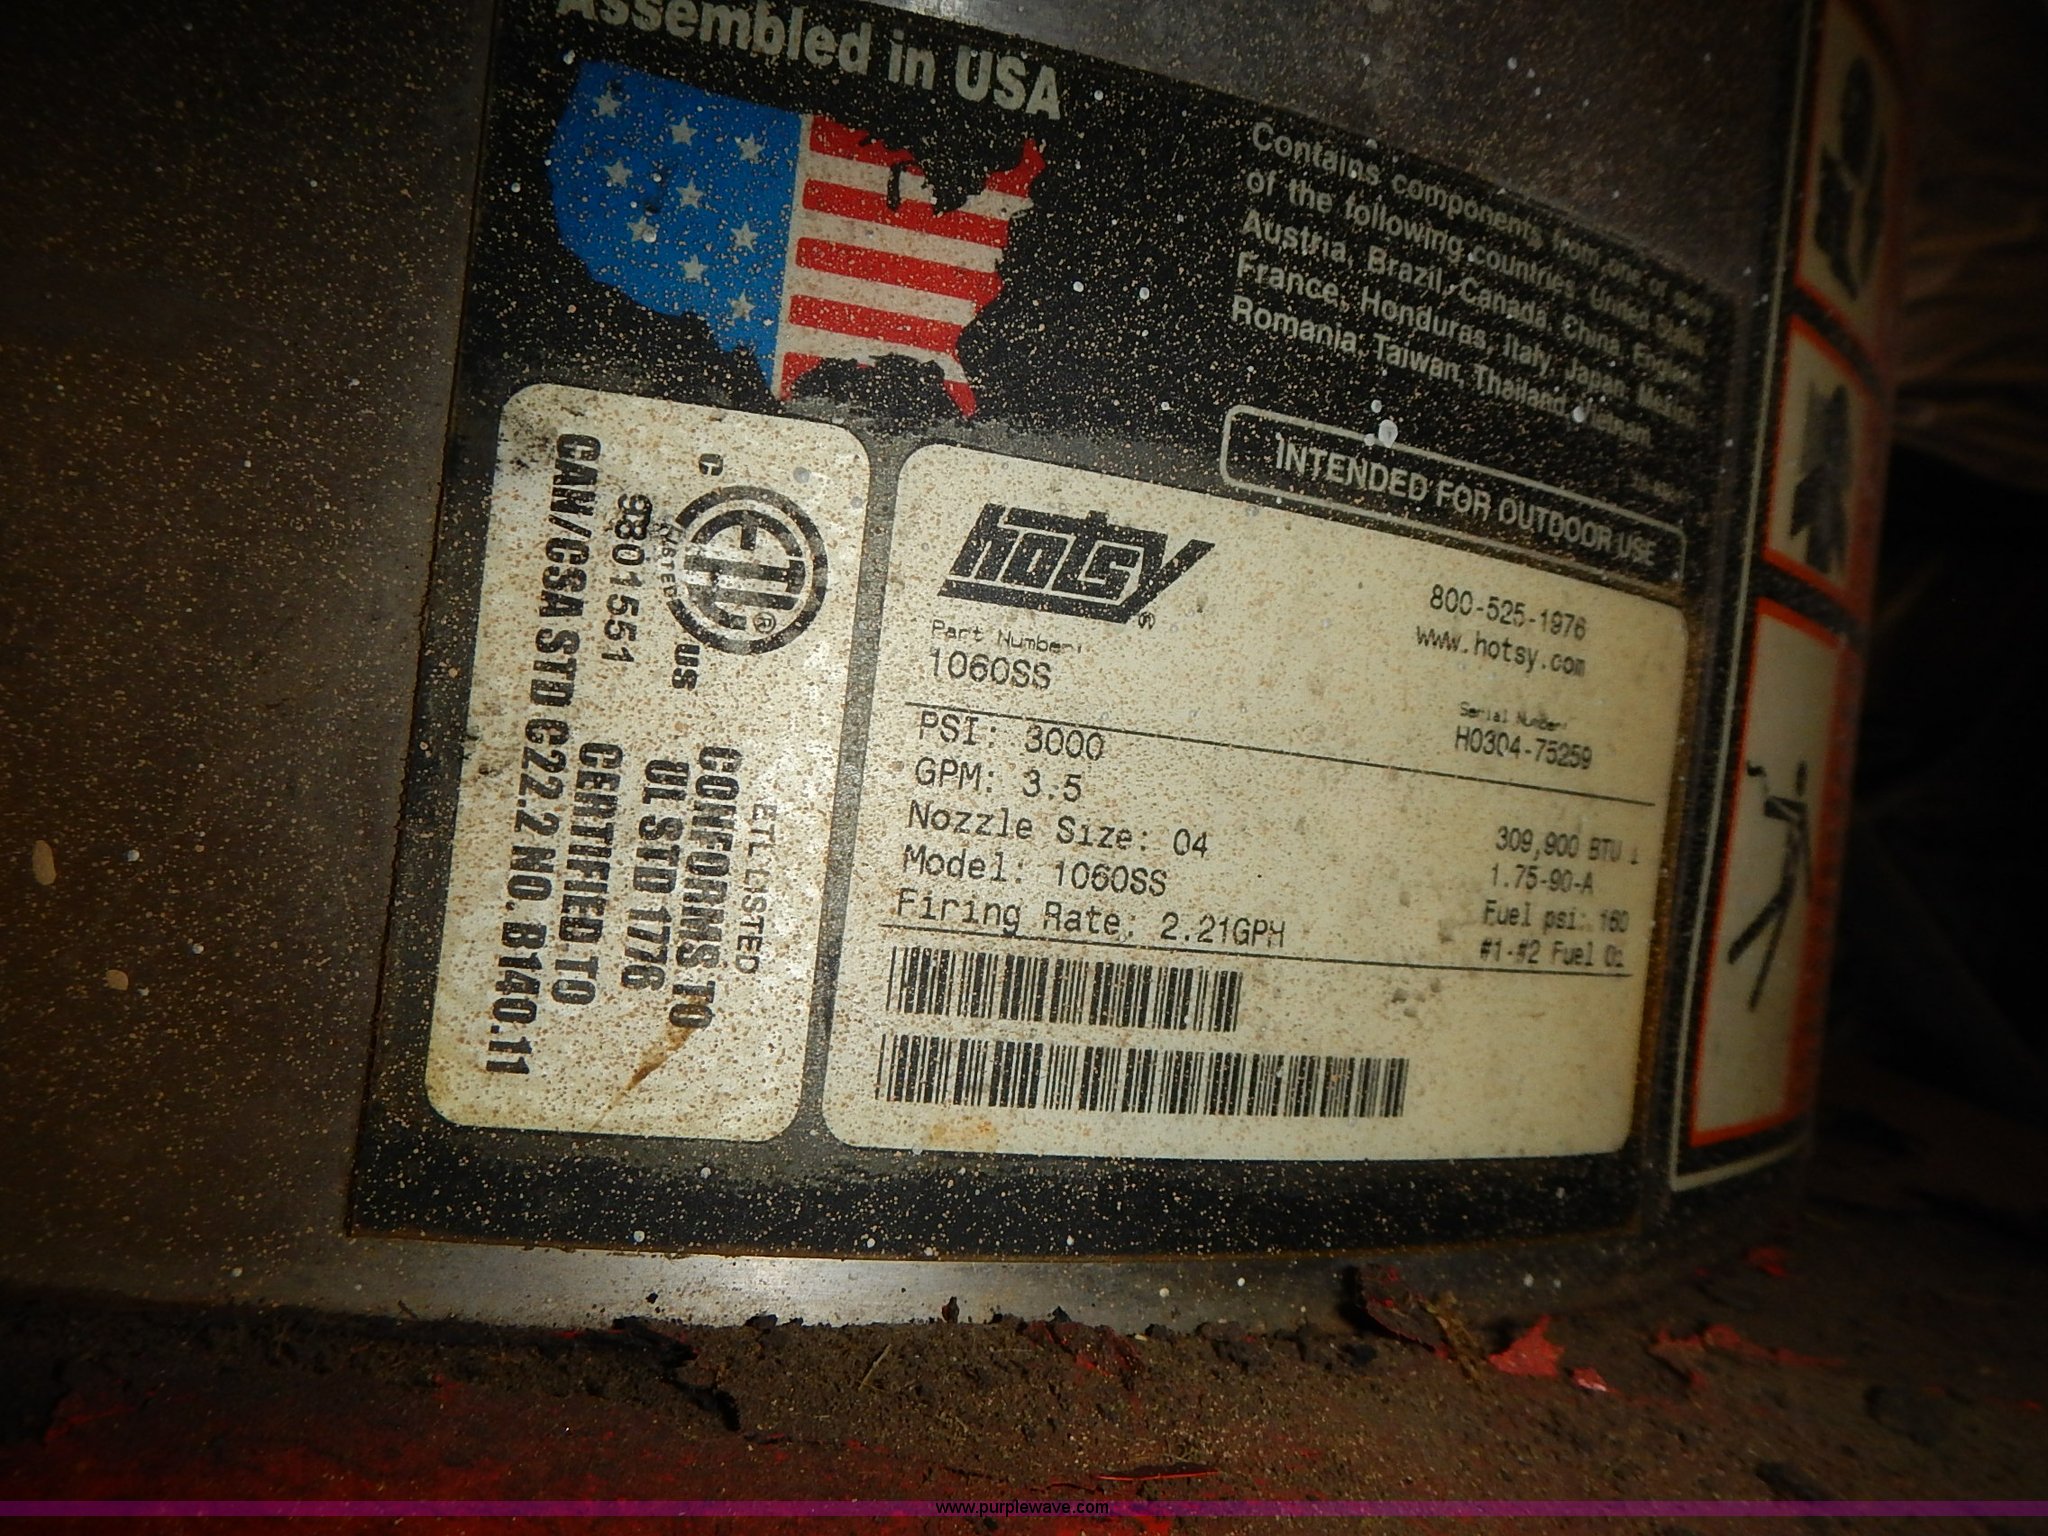 Assembled in USA
Contains components from one or more
of the following countries: United States,
Austria, Brazil, Canada, China, England,
France, Honduras, Italy, Japan, Mexico,
Romania, Taiwan, Thailand, Vietnam.
INTENDED FOR OUTDOOR USE
C ETL ® US
LISTED
9801551
CAN/CSA STD C22.2 NO. B140.11
CERTIFIED TO
UL STD 1776
CONFORMS TO
ETL LISTED
hotsy ®
800-525-1976
www.hotsy.com
Part Number:
1060SS
Serial Number:
H0304-75259
PSI: 3000
GPM: 3.5
Nozzle Size: 04
Model: 1060SS
Firing Rate: 2.21GPH
309,900 BTU
1.75-90-A
Fuel psi: 160
#1-#2 Fuel
www.purplewave.com